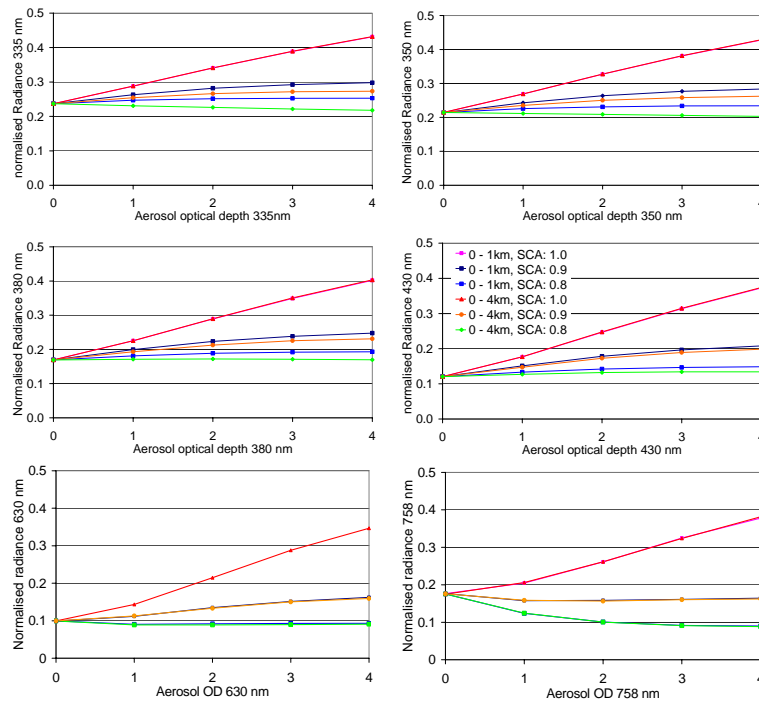 normalised Radiance 335 nm
0.5
0.4
0.3
0.2
0.1
0.0
0 1 2 3 4
Aerosol optical depth 335nm
Normalised Radiance 350 nm
0.5
0.4
0.3
0.2
0.1
0.0
0 1 2 3 4
Aerosol optical depth 350 nm
Normalised Radiance 380 nm
0.5
0.4
0.3
0.2
0.1
0.0
0 1 2 3 4
Aerosol optical depth 380 nm
normalised Radiance 430 nm
0.5
0.4
0.3
0.2
0.1
0.0
0 - 1km, SCA: 1.0
0 - 1km, SCA: 0.9
0 - 1km, SCA: 0.8
0 - 4km, SCA: 1.0
0 - 4km, SCA: 0.9
0 - 4km, SCA: 0.8
0 1 2 3 4
Aerosol optical depth 430 nm
Normalised radiance 630 nm
0.5
0.4
0.3
0.2
0.1
0
0 1 2 3 4
Aerosol OD 630 nm
Normalised radiance 758 nm
0.5
0.4
0.3
0.2
0.1
0
0 1 2 3 4
Aerosol OD 758 nm